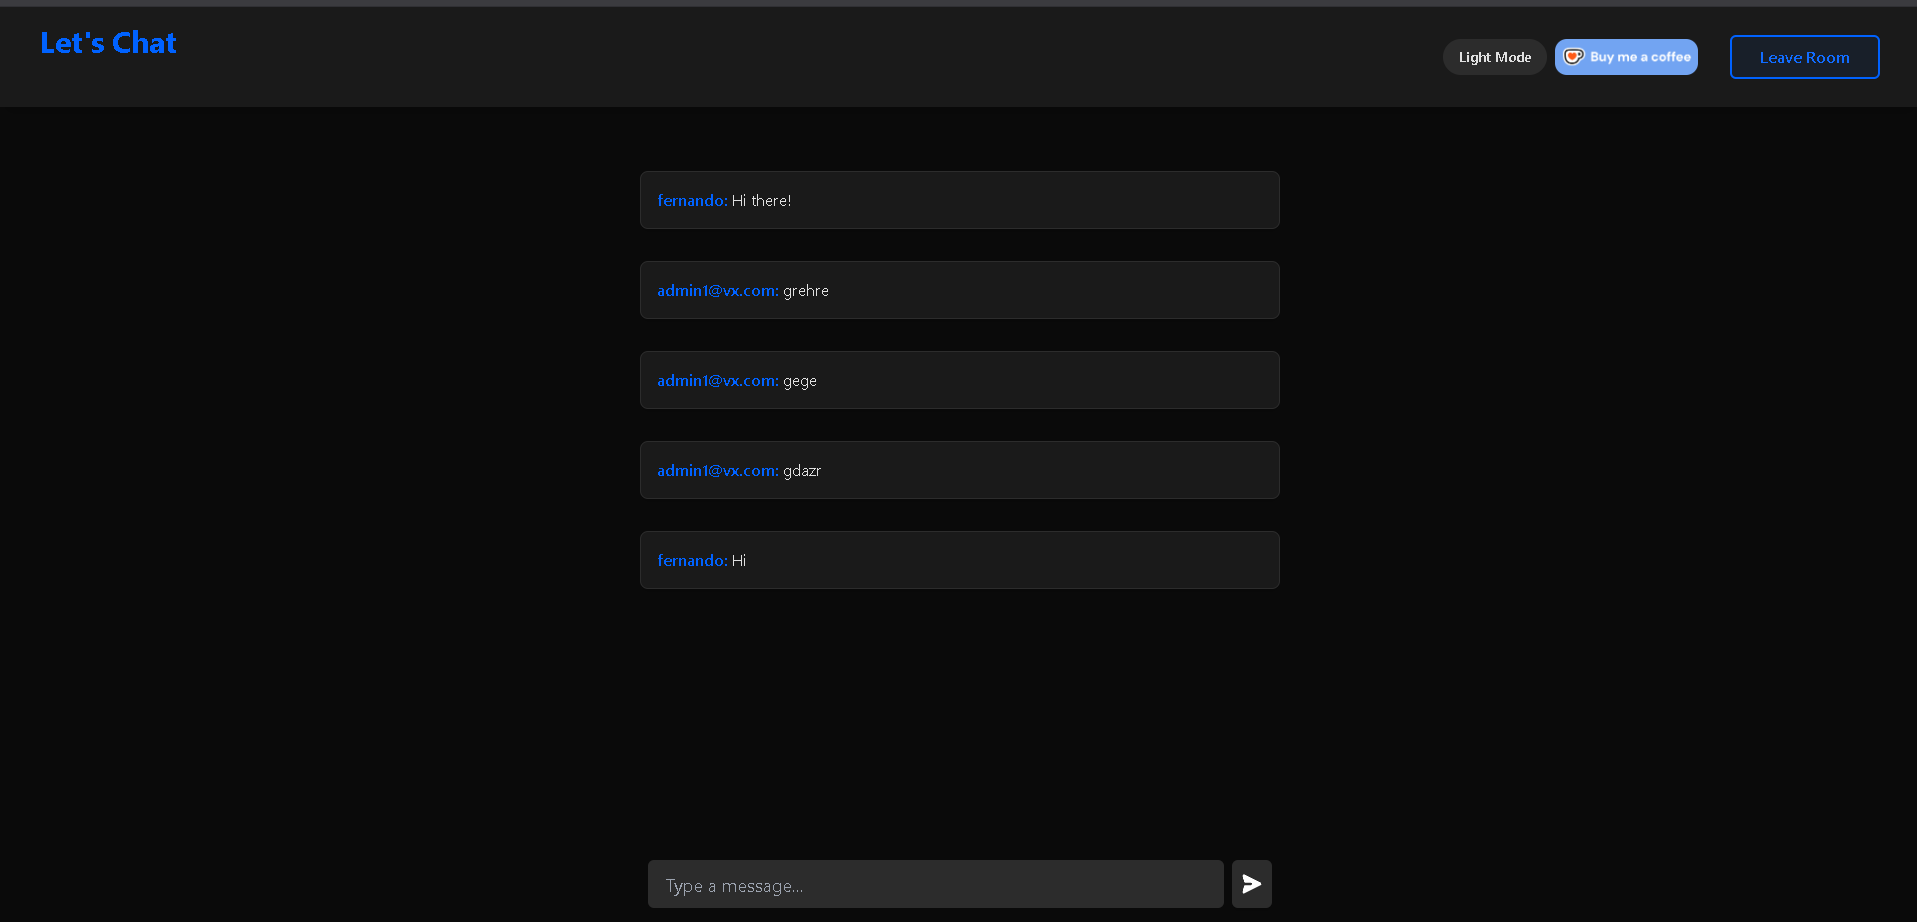 Let's Chat
Light Mode
Buy me a coffee
Leave Room
fernando: Hi there!
admin1@vx.com: grehre
admin1@vx.com: gege
admin1@vx.com: gdazr
fernando: Hi
Type a message...